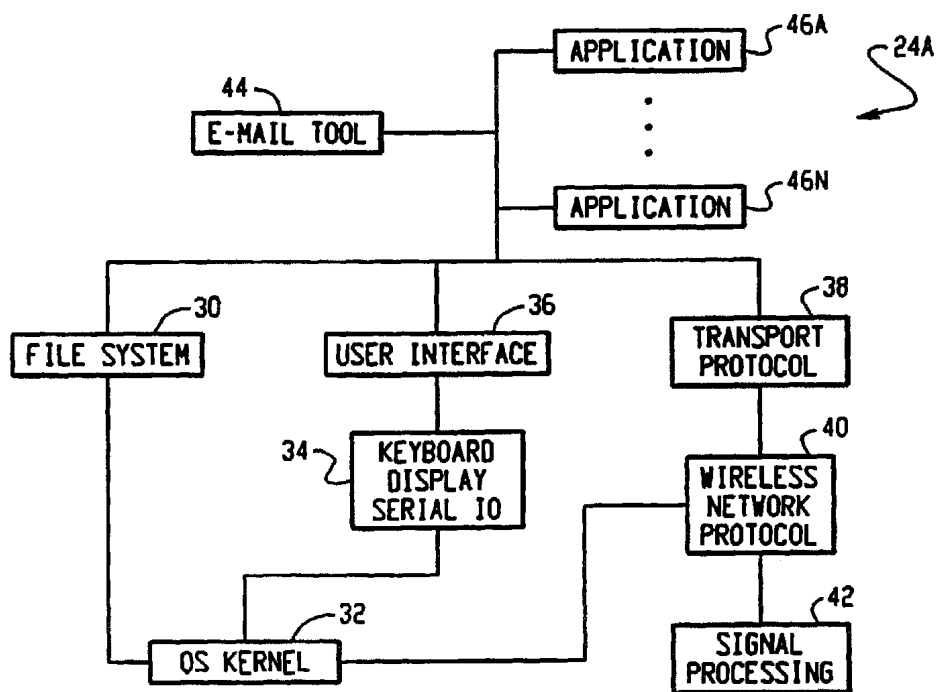 46A
APPLICATION
24A
44
E-MAIL TOOL
46N
APPLICATION
30
FILE SYSTEM
36
USER INTERFACE
38
TRANSPORT
PROTOCOL
34
KEYBOARD
DISPLAY
SERIAL IO
40
WIRELESS
NETWORK
PROTOCOL
32
OS KERNEL
42
SIGNAL
PROCESSING